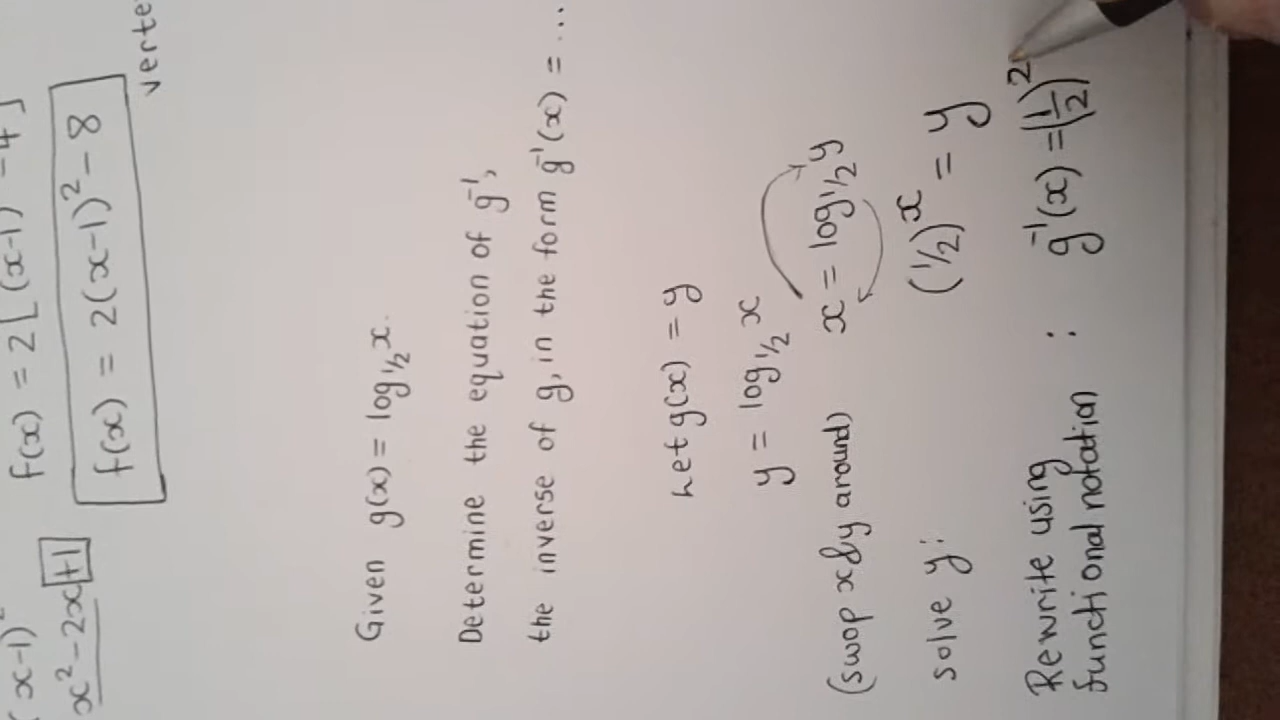 x-1)²
x² - 2x +1
f(x) = 2[(x-1) - 4]
f(x) = 2(x-1)² - 8
verte
Given g(x) = log1/2 x.
Determine the equation of g⁻¹,
the inverse of g, in the form g⁻¹(x) = ...
Let g(x) = y
y = log1/2 x
(swop x & y around) x = log1/2 y
solve y: (1/2)ˣ = y
Rewrite using
functional notation : g⁻¹(x) = (1/2)²